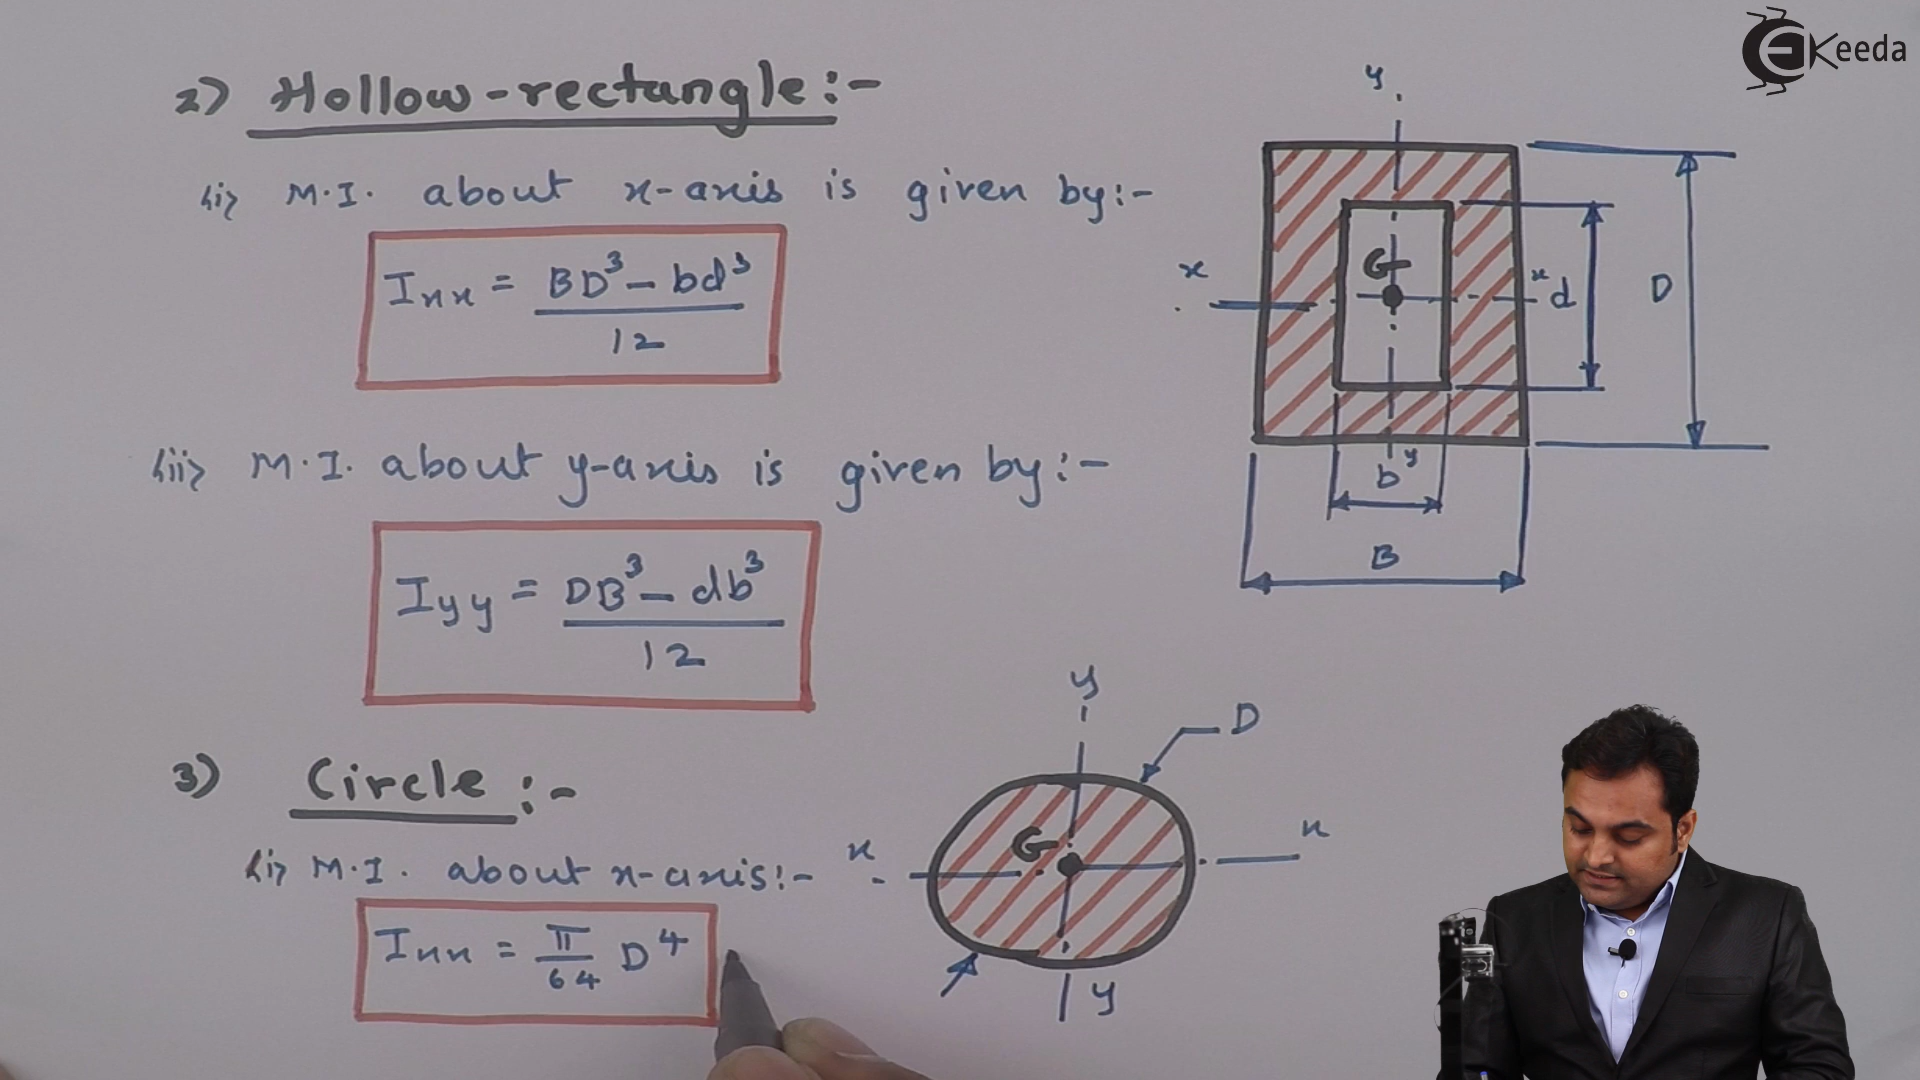 EKeeda
2) Hollow-rectangle:-
(i) M.I. about x-axis is given by:-
Ixx = BD³ - bd³
12
(ii) M.I. about y-axis is given by:-
Iyy = DB³ - db³
12
y
x
G
x
d
D
y
b
B
3) Circle:-
(i) M.I. about x-axis:-
Ixx = π/64 D⁴
y
D
x
G
x
y